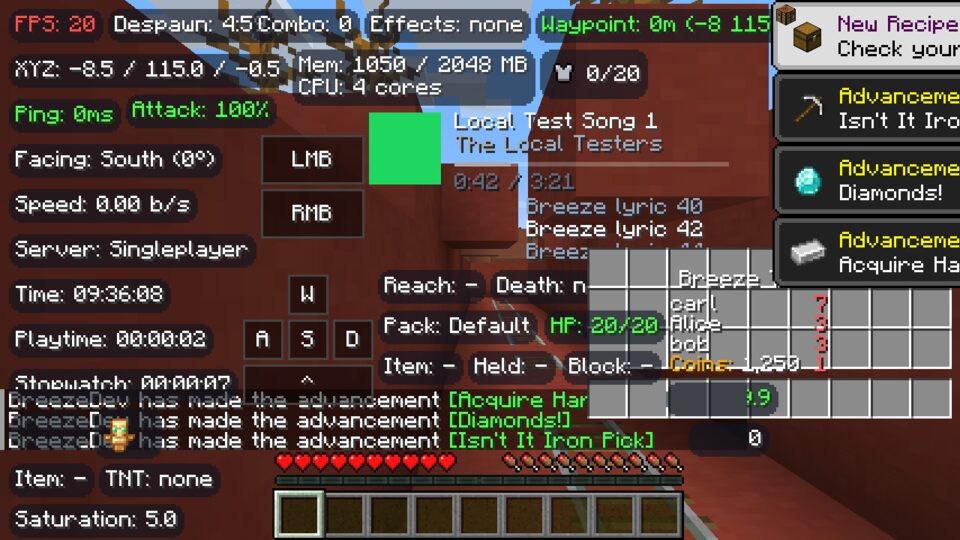 FPS: 20
Despawn: 4:5
Combo: 0
Effects: none
Waypoint: 0m (-8 115
New Recipe
Check your
XYZ: -8.5 / 115.0 / -0.5
Mem: 1050 / 2048 MB
CPU: 4 cores
0/20
Ping: 0ms
Attack: 100%
Advanceme
Isn't It Iro
Local Test Song 1
The Local Testers
0:42 / 3:21
Facing: South (0°)
LMB
Advanceme
Diamonds!
Speed: 0.00 b/s
RMB
Breeze lyric 40
Breeze lyric 42
Breeze
Server: Singleplayer
Advanceme
Acquire Ha
Time: 09:36:08
W
Reach: -
Death: n
Breeze
carl 7
Alice 3
bob 3
Coins: 1,250 1
Pack: Default
HP: 20/20
Playtime: 00:00:02
A
S
D
Item: -
Held: -
Block: -
Stopwatch: 00:00:07
^
BreezeDev has made the advancement [Acquire Har
9.9
BreezeDev has made the advancement [Diamonds!]
BreezeDev has made the advancement [Isn't It Iron Pick]
0
Item: -
TNT: none
Saturation: 5.0